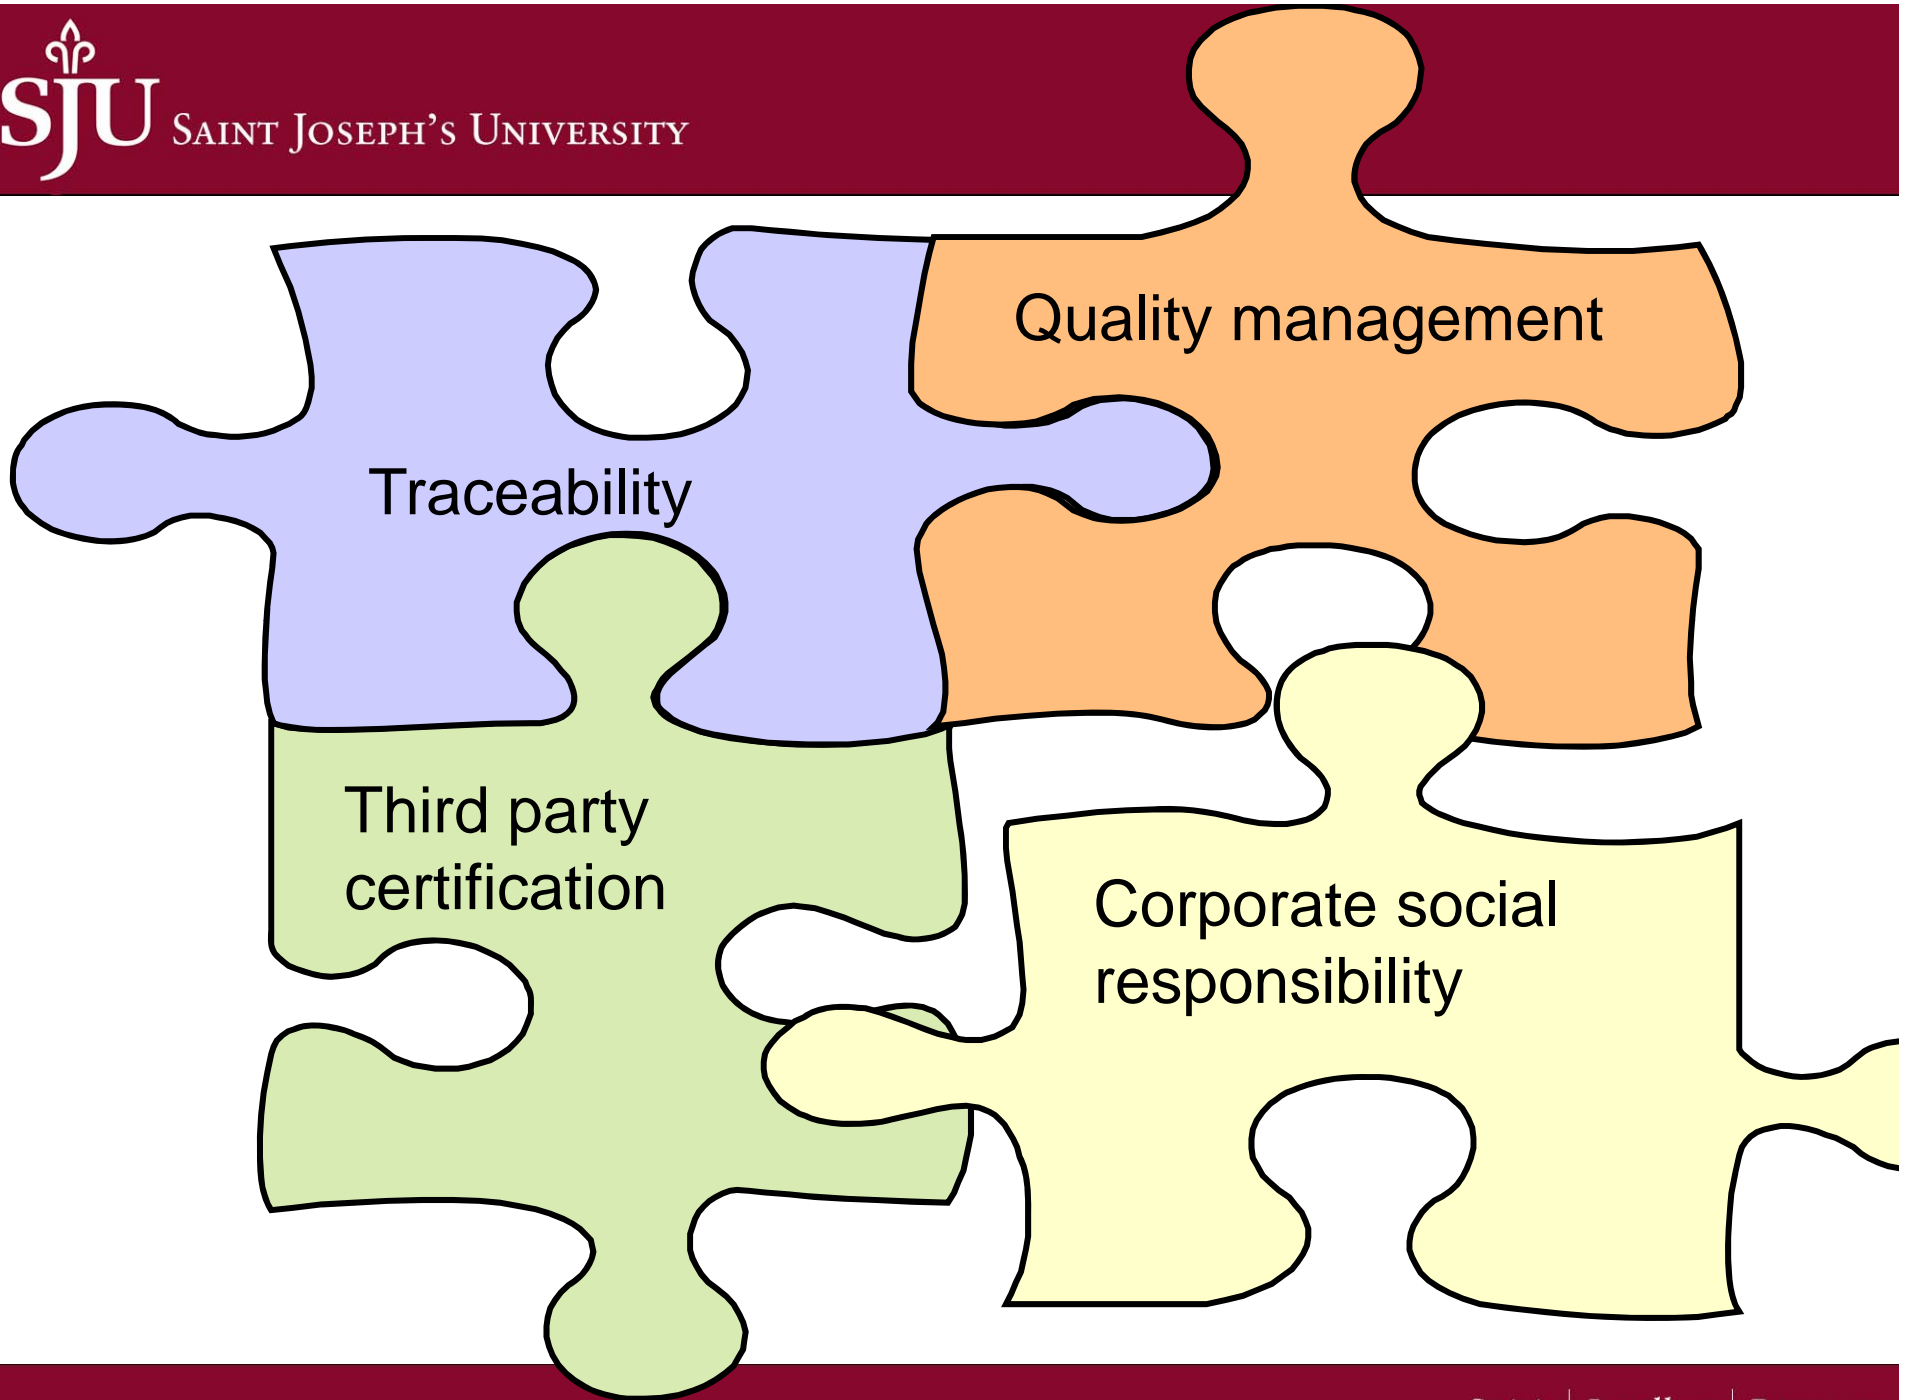 SJU SAINT JOSEPH'S UNIVERSITY
Quality management
Traceability
Third party
certification
Corporate social
responsibility